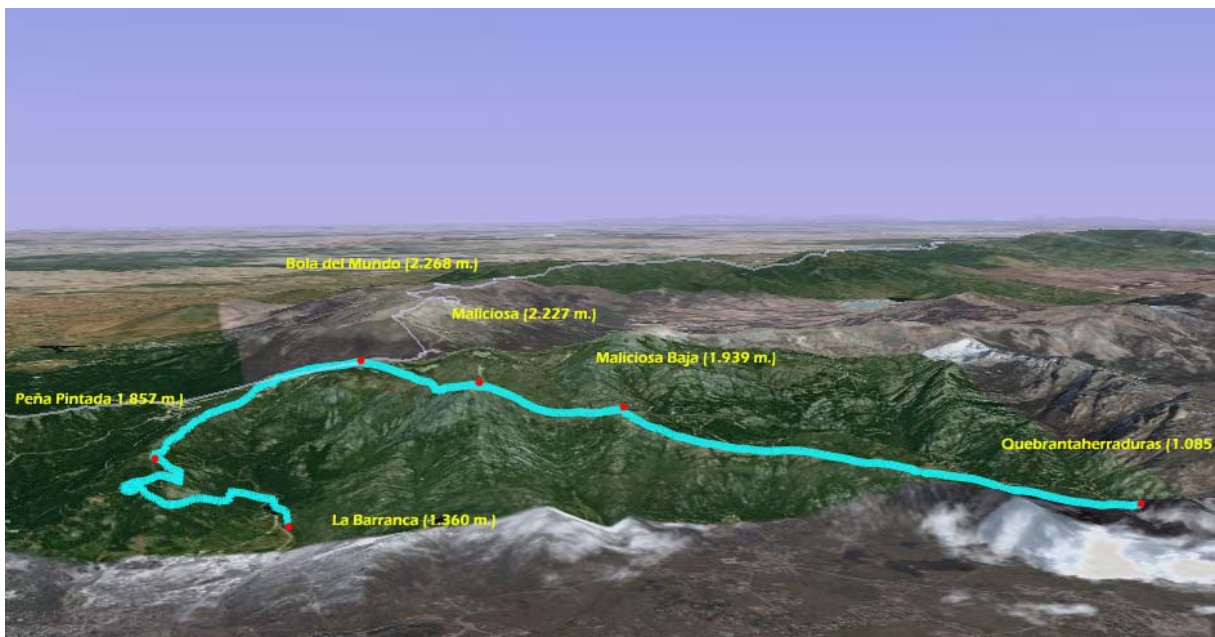 Bola del Mundo (2.268 m.)
Maliciosa (2.227 m.)
Maliciosa Baja (1.939 m.)
Peña Pintada 1.857 m.)
Quebrantaherraduras (1.085
La Barranca (1.360 m.)